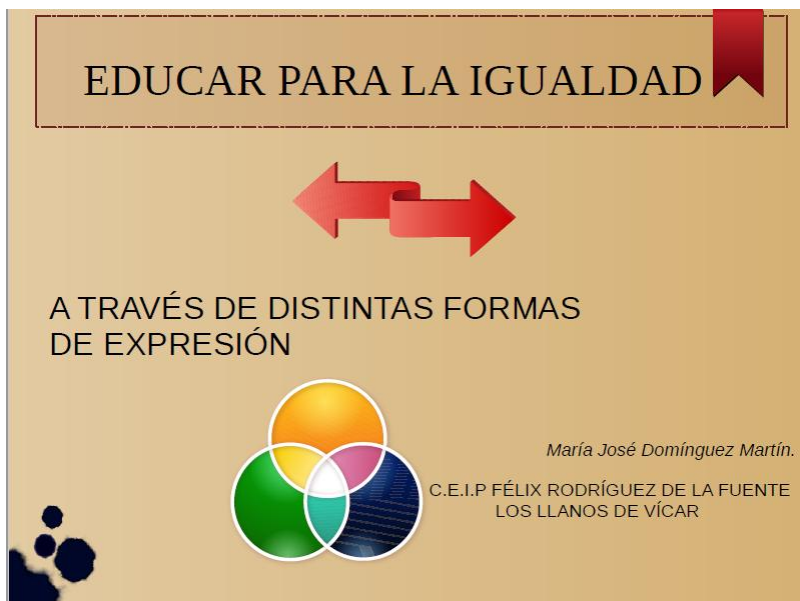 EDUCAR PARA LA IGUALDAD
A TRAVÉS DE DISTINTAS FORMAS
DE EXPRESIÓN
María José Domínguez Martín.
C.E.I.P FÉLIX RODRÍGUEZ DE LA FUENTE
LOS LLANOS DE VÍCAR